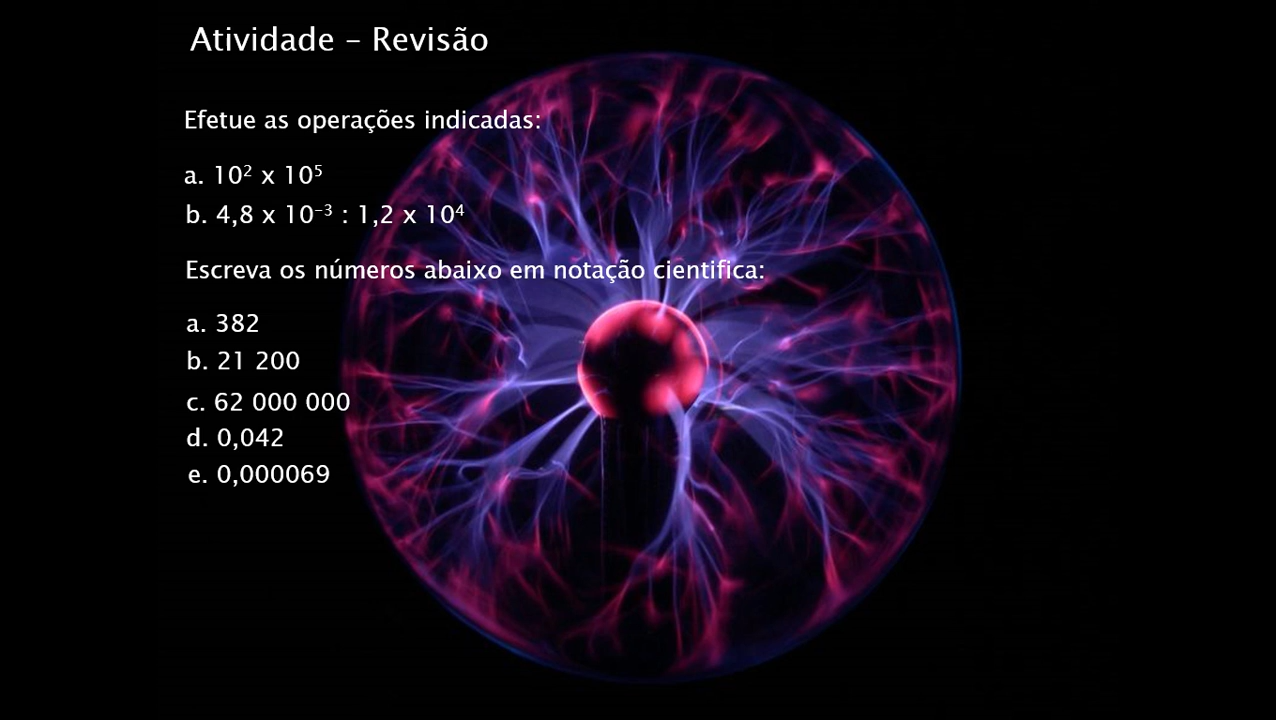 Atividade – Revisão
Efetue as operações indicadas:
a. 10² x 10⁵
b. 4,8 x 10⁻³ : 1,2 x 10⁴
Escreva os números abaixo em notação cientifica:
a. 382
b. 21 200
c. 62 000 000
d. 0,042
e. 0,000069